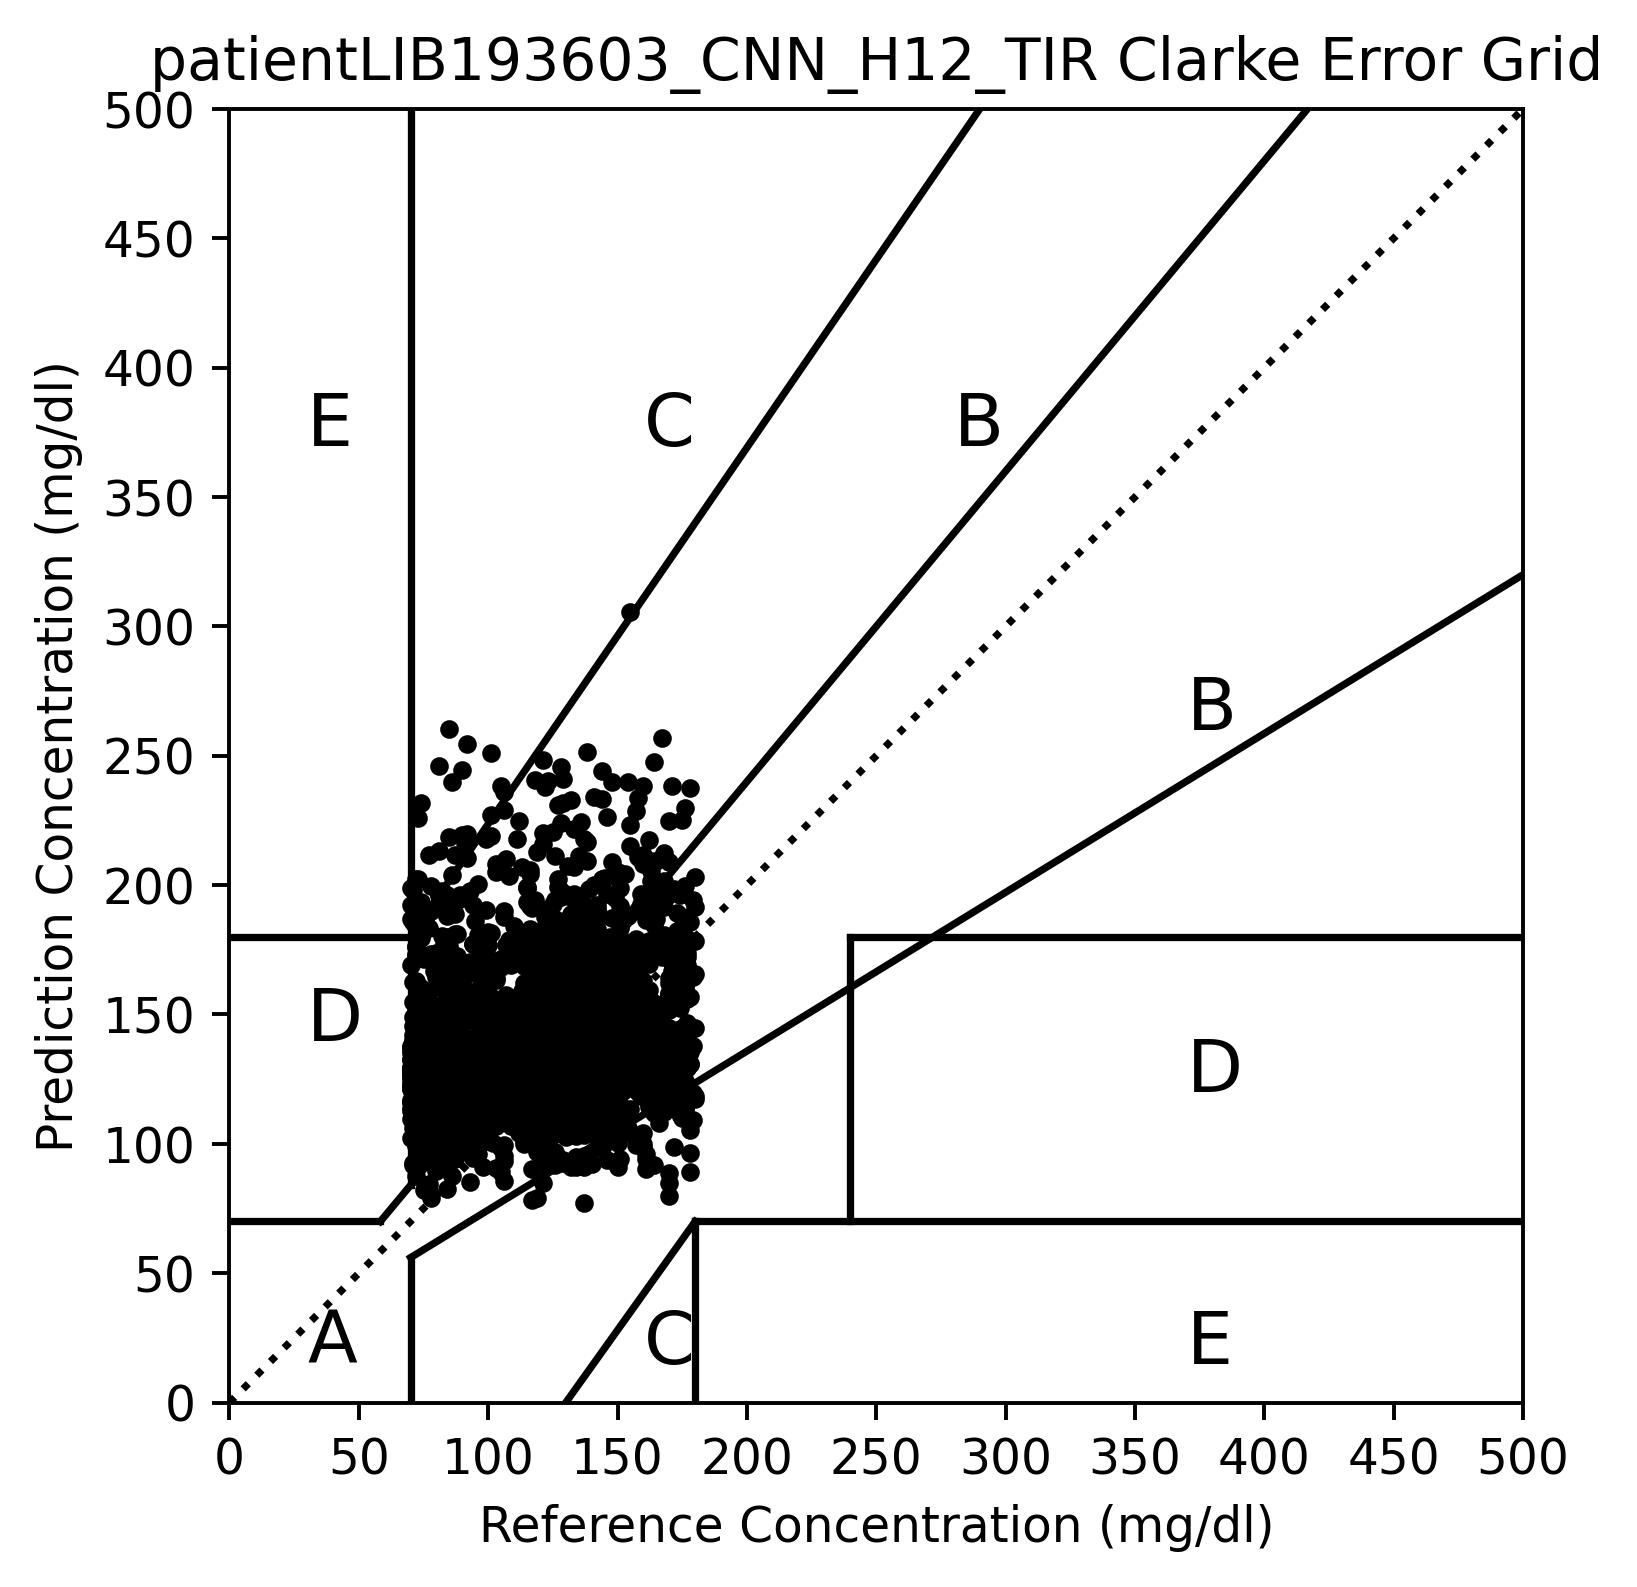 patientLIB193603_CNN_H12_TIR Clarke Error Grid
Prediction Concentration (mg/dl)
500
450
400
350
300
250
200
150
100
50
0
E
C
B
B
D
D
A
C
E
0 50 100 150 200 250 300 350 400 450 500
Reference Concentration (mg/dl)